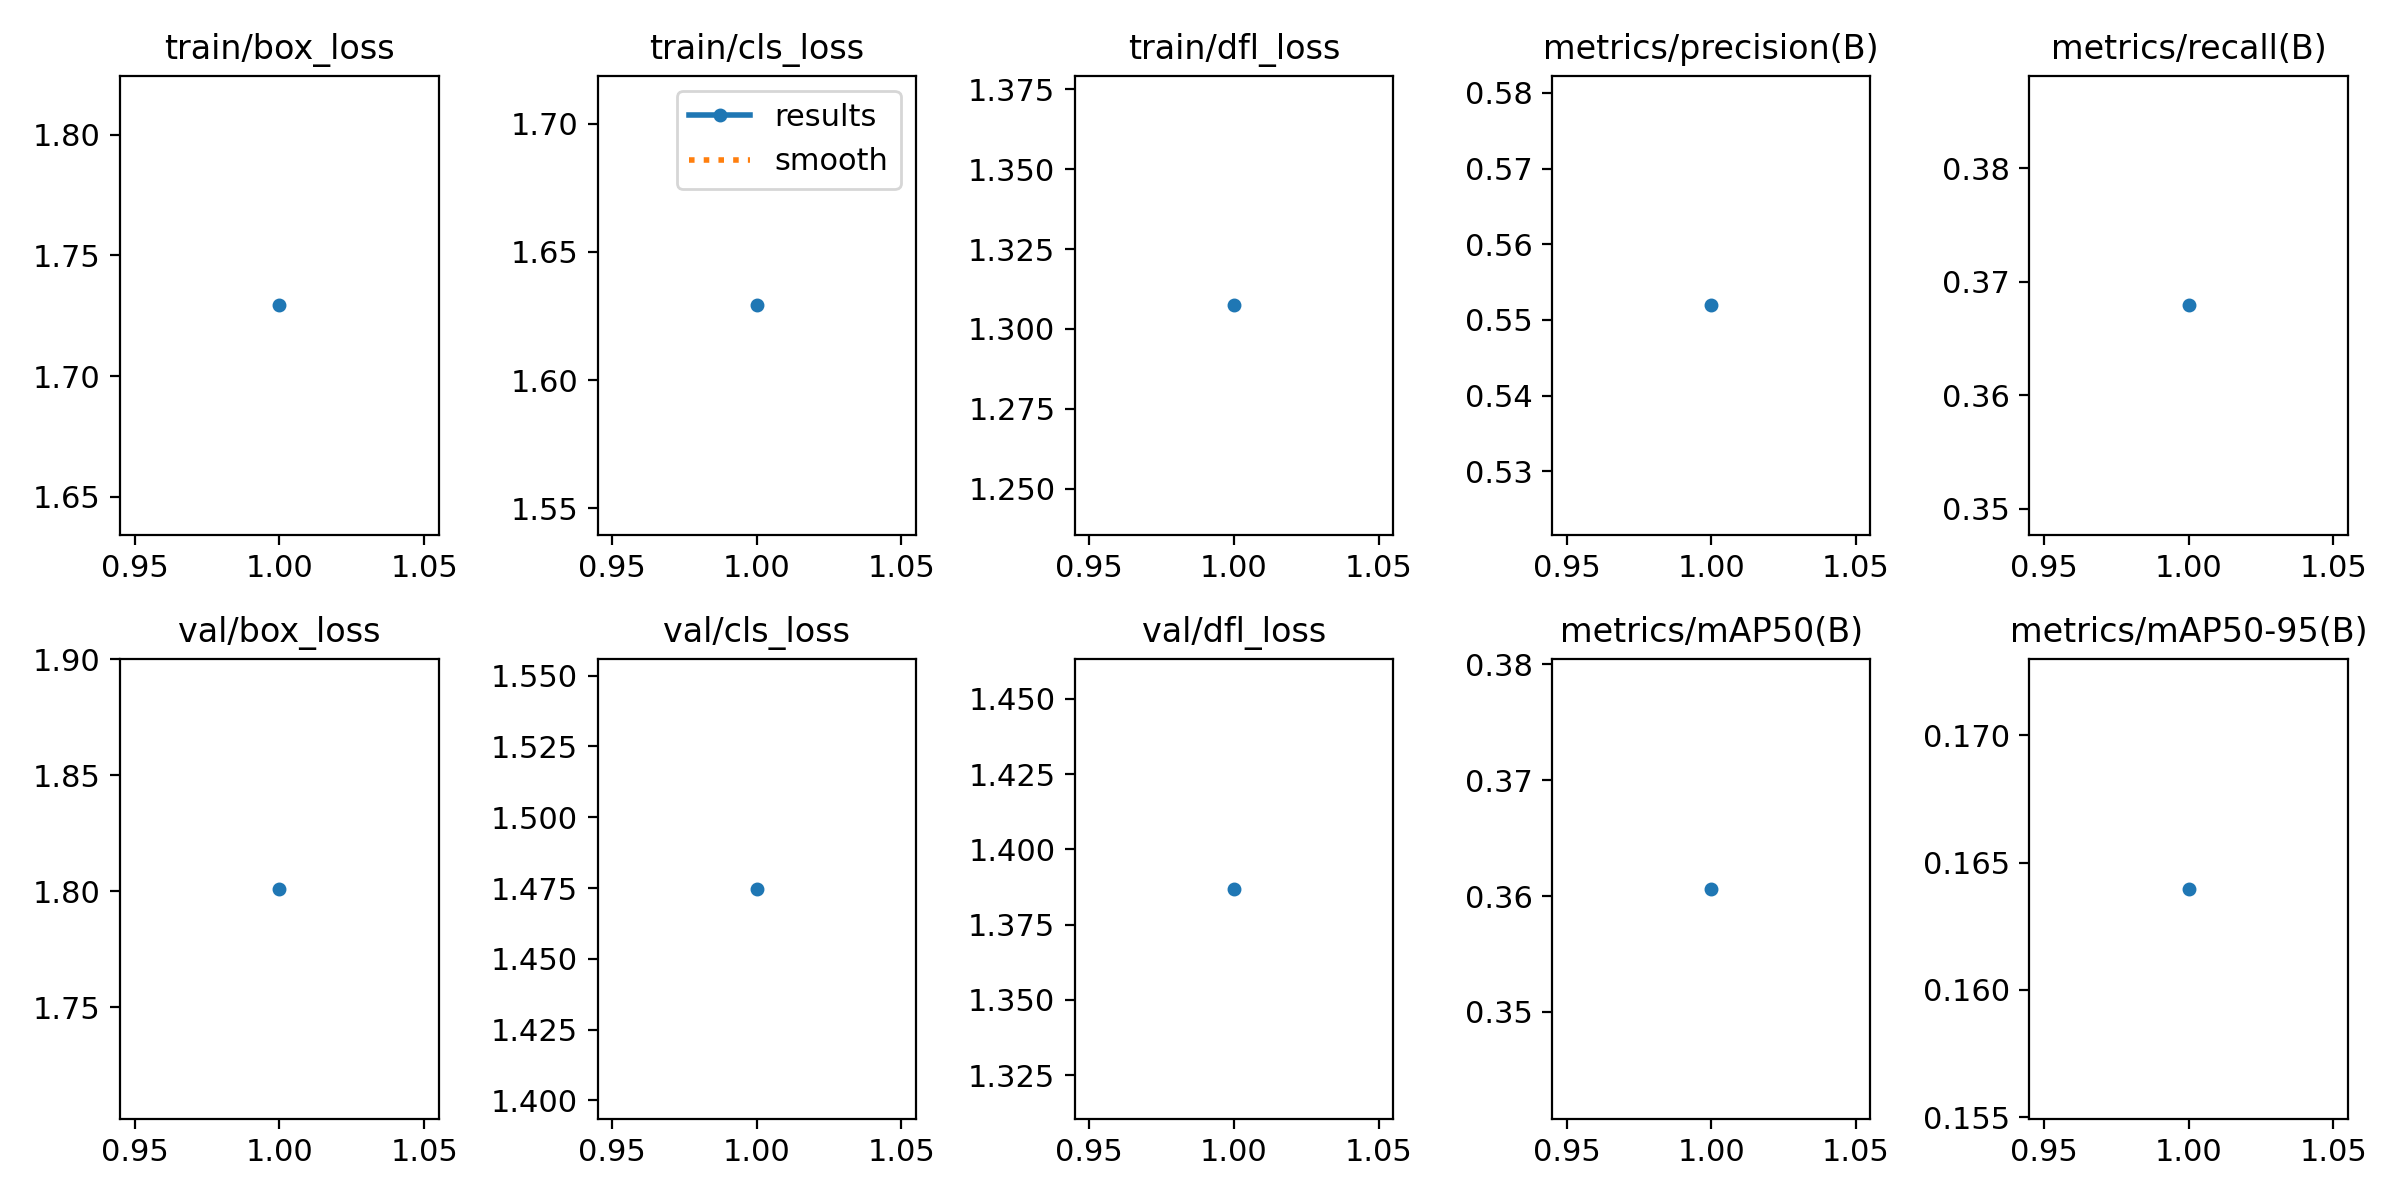 train/box_loss
1.80
1.75
1.70
1.65
0.95 1.00 1.05
train/cls_loss
results
smooth
1.70
1.65
1.60
1.55
0.95 1.00 1.05
train/dfl_loss
1.375
1.350
1.325
1.300
1.275
1.250
0.95 1.00 1.05
metrics/precision(B)
0.58
0.57
0.56
0.55
0.54
0.53
0.95 1.00 1.05
metrics/recall(B)
0.38
0.37
0.36
0.35
0.95 1.00 1.05
val/box_loss
1.90
1.85
1.80
1.75
0.95 1.00 1.05
val/cls_loss
1.550
1.525
1.500
1.475
1.450
1.425
1.400
0.95 1.00 1.05
val/dfl_loss
1.450
1.425
1.400
1.375
1.350
1.325
0.95 1.00 1.05
metrics/mAP50(B)
0.38
0.37
0.36
0.35
0.95 1.00 1.05
metrics/mAP50-95(B)
0.170
0.165
0.160
0.155
0.95 1.00 1.05